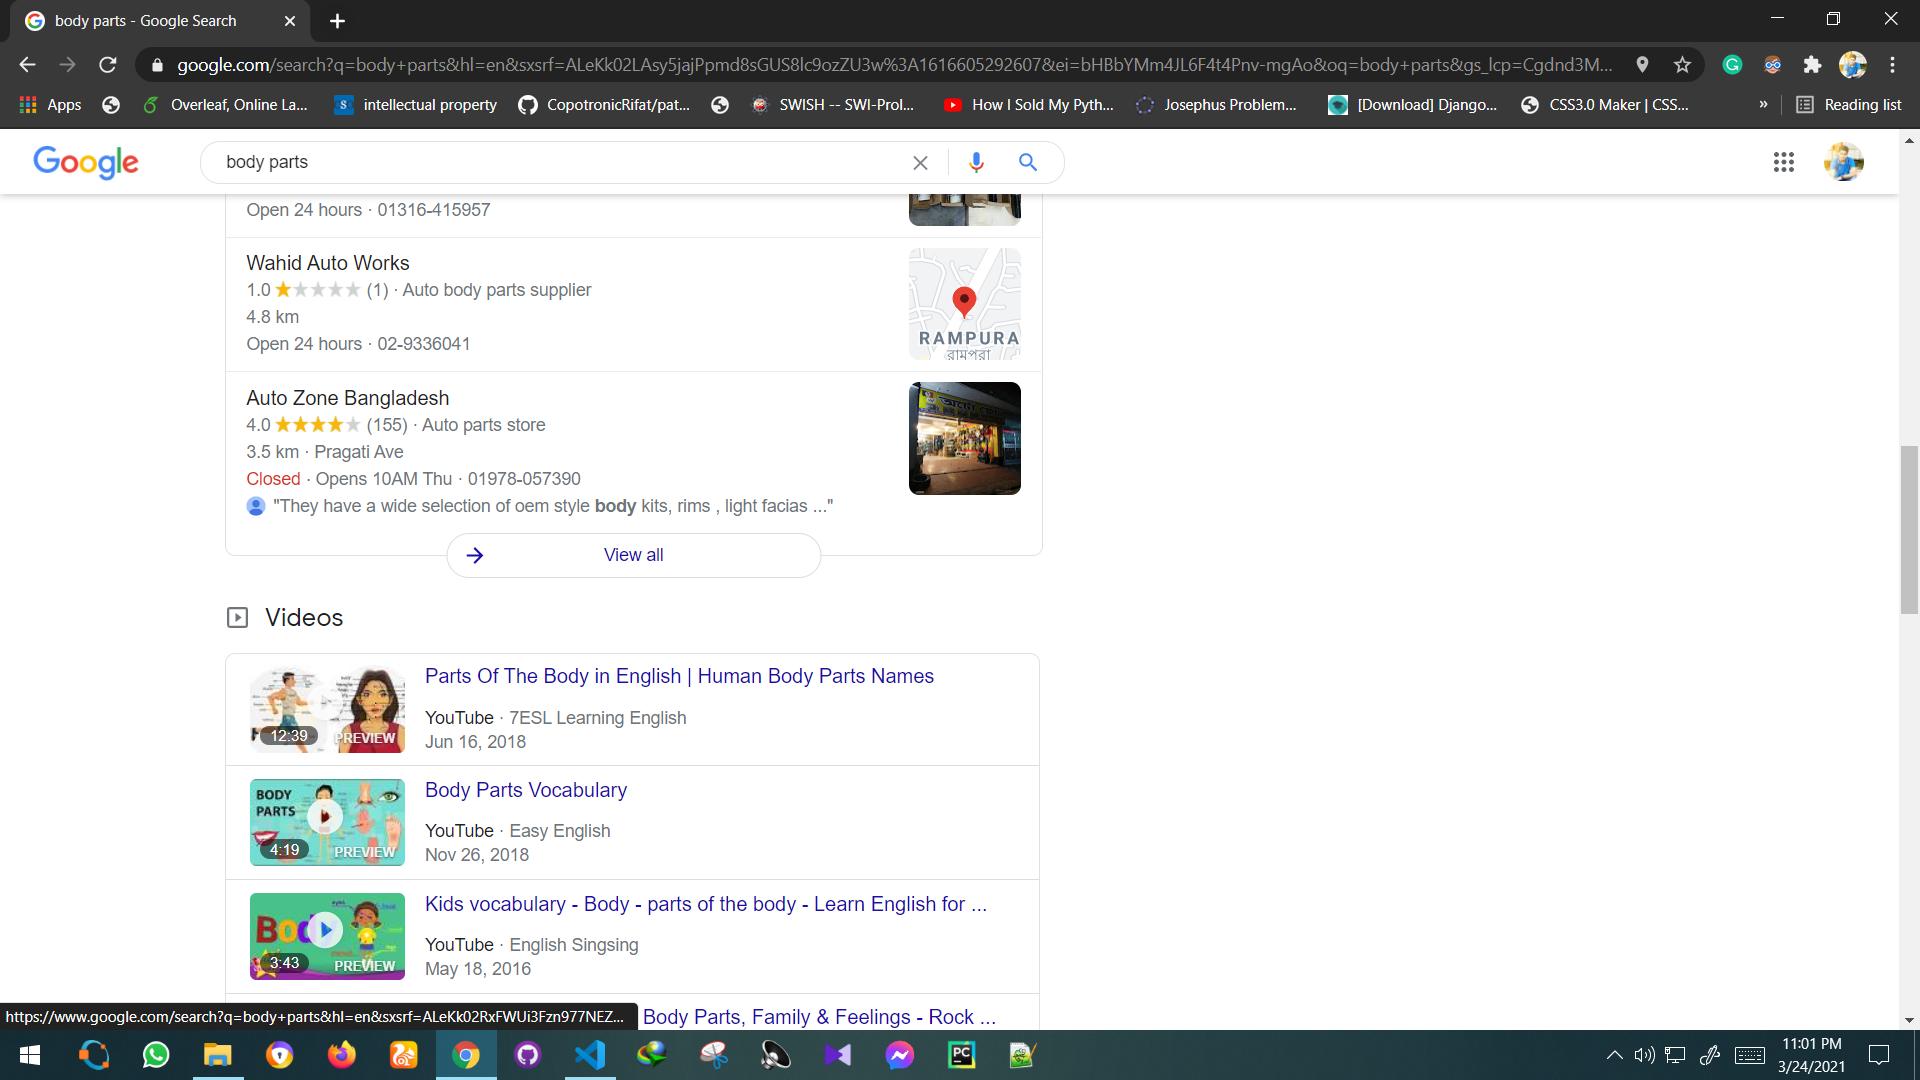 body parts - Google Search
google.com/search?q=body+parts&hl=en&sxsrf=ALeKk02LAsy5jajPpmd8sGUS8lc9ozZU3w%3A1616605292607&ei=bHBbYMm4JL6F4t4Pnv-mgAo&oq=body+parts&gs_lcp=Cgdnd3M...
Apps Overleaf, Online La... intellectual property CopotronicRifat/pat... SWISH -- SWI-Prol... How I Sold My Pyth... Josephus Problem... [Download] Django... CSS3.0 Maker | CSS... » Reading list
Google body parts
Open 24 hours · 01316-415957
Wahid Auto Works
1.0 (1) · Auto body parts supplier
4.8 km
Open 24 hours · 02-9336041
RAMPURA
রামপুরা
Auto Zone Bangladesh
4.0 (155) · Auto parts store
3.5 km · Pragati Ave
Closed · Opens 10AM Thu · 01978-057390
"They have a wide selection of oem style body kits, rims , light facias ..."
View all
Videos
Parts Of The Body in English | Human Body Parts Names
YouTube · 7ESL Learning English
Jun 16, 2018
12:39 PREVIEW
Body Parts Vocabulary
YouTube · Easy English
Nov 26, 2018
BODY
PARTS
4:19 PREVIEW
Kids vocabulary - Body - parts of the body - Learn English for ...
YouTube · English Singsing
May 18, 2016
3:43 PREVIEW
https://www.google.com/search?q=body+parts&hl=en&sxsrf=ALeKk02RxFWUi3Fzn977NEZ...
Body Parts, Family & Feelings - Rock ...
PC
11:01 PM
3/24/2021